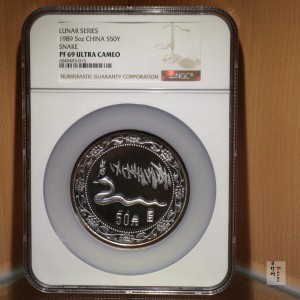 LUNAR SERIES
1989 5oz CHINA S50Y
SNAKE
PF 69 ULTRA CAMEO
NUMISMATIC GUARANTY CORPORATION
NGC
50元